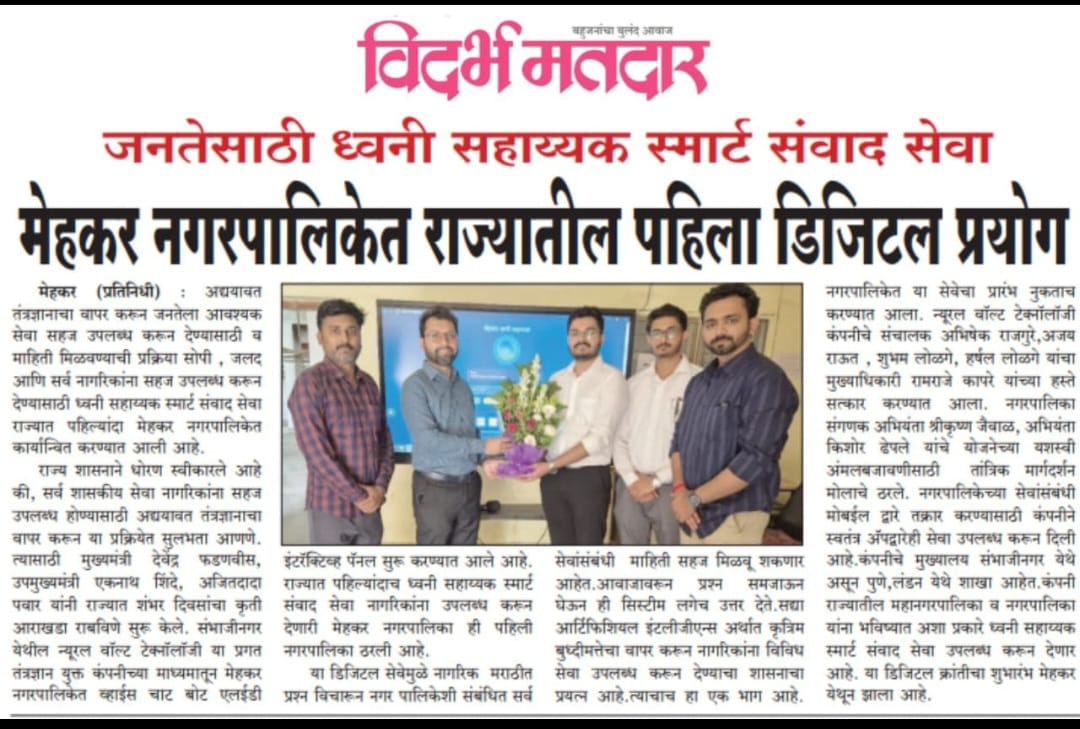 बहुजनांचा बुलंद आवाज
विदर्भ मतदार
जनतेसाठी ध्वनी सहाय्यक स्मार्ट संवाद सेवा
मेहकर नगरपालिकेत राज्यातील पहिला डिजिटल प्रयोग
मेहकर (प्रतिनिधी) : अद्ययावत
तंत्रज्ञानाचा वापर करून जनतेला आवश्यक
सेवा सहज उपलब्ध करून देण्यासाठी व
माहिती मिळवण्याची प्रक्रिया सोपी , जलद
आणि सर्व नागरिकांना सहज उपलब्ध करून
देण्यासाठी ध्वनी सहाय्यक स्मार्ट संवाद सेवा
राज्यात पहिल्यांदा मेहकर नगरपालिकेत
कार्यान्वित करण्यात आली आहे.
राज्य शासनाने धोरण स्वीकारले आहे
की, सर्व शासकीय सेवा नागरिकांना सहज
उपलब्ध होण्यासाठी अद्ययावत तंत्रज्ञानाचा
वापर करून या प्रक्रियेत सुलभता आणणे.
त्यासाठी मुख्यमंत्री देवेंद्र फडणवीस,
उपमुख्यमंत्री एकनाथ शिंदे, अजितदादा
पवार यांनी राज्यात शंभर दिवसांचा कृती
आराखडा राबविणे सुरू केले. संभाजीनगर
येथील न्यूरल वॉल्ट टेक्नॉलॉजी या प्रगत
तंत्रज्ञान युक्त कंपनीच्या माध्यमातून मेहकर
नगरपालिकेत व्हाईस चाट बोट एलईडी
इंटरॅक्टिव्ह पॅनल सुरू करण्यात आले आहे.
राज्यात पहिल्यांदाच ध्वनी सहाय्यक स्मार्ट
संवाद सेवा नागरिकांना उपलब्ध करून
देणारी मेहकर नगरपालिका ही पहिली
नगरपालिका ठरली आहे.
या डिजिटल सेवेमुळे नागरिक मराठीत
प्रश्न विचारून नगर पालिकेशी संबंधित सर्व
सेवांसंबंधी माहिती सहज मिळवू शकणार
आहेत.आवाजावरून प्रश्न समजाऊन
घेऊन ही सिस्टीम लगेच उत्तर देते.सद्या
आर्टिफिशियल इंटलीजीएन्स अर्थात कृत्रिम
बुध्दीमत्तेचा वापर करून नागरिकांना विविध
सेवा उपलब्ध करून देण्याचा शासनाचा
प्रयत्न आहे.त्याचाच हा एक भाग आहे.
नगरपालिकेत या सेवेचा प्रारंभ नुकताच
करण्यात आला. न्यूरल वॉल्ट टेक्नॉलॉजी
कंपनीचे संचालक अभिषेक राजगुरे,अजय
राऊत , शुभम लोळगे, हर्षल लोळगे यांचा
मुख्याधिकारी रामराजे कापरे यांच्या हस्ते
सत्कार करण्यात आला. नगरपालिका
संगणक अभियंता श्रीकृष्ण जैवाळ, अभियंता
किशोर ढेपले यांचे योजनेच्या यशस्वी
अंमलबजावणीसाठी तांत्रिक मार्गदर्शन
मोलाचे ठरले. नगरपालिकेच्या सेवांसंबंधी
मोबईल द्वारे तक्रार करण्यासाठी कंपनीने
स्वतंत्र ॲपद्वारेही सेवा उपलब्ध करून दिली
आहे.कंपनीचे मुख्यालय संभाजीनगर येथे
असून पुणे,लंडन येथे शाखा आहेत.कंपनी
राज्यातील महानगरपालिका व नगरपालिका
यांना भविष्यात अशा प्रकारे ध्वनी सहाय्यक
स्मार्ट संवाद सेवा उपलब्ध करून देणार
आहे. या डिजिटल क्रांतीचा शुभारंभ मेहकर
येथून झाला आहे.